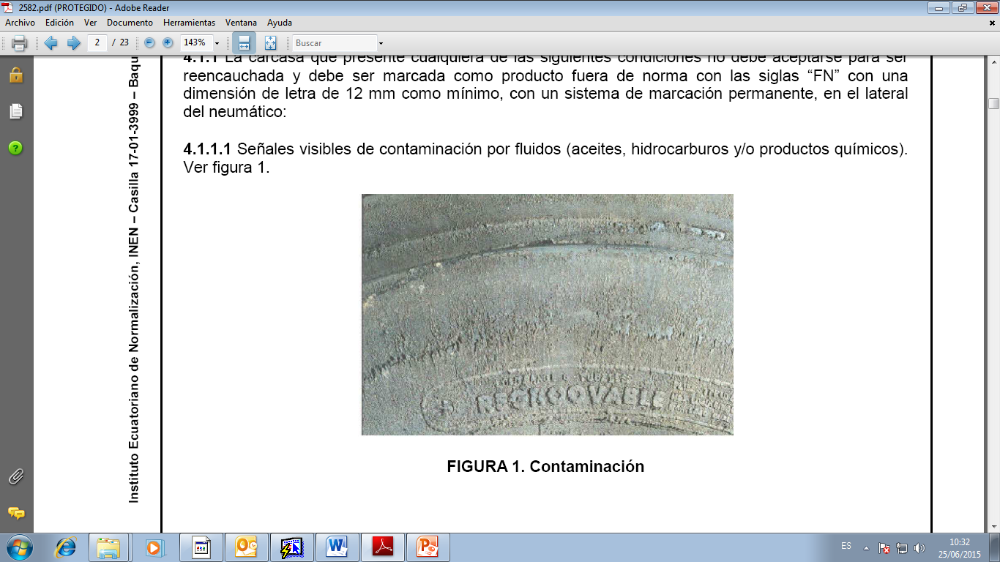 2582.pdf (PROTEGIDO) - Adobe Reader
Archivo Edición Ver Documento Herramientas Ventana Ayuda
2 / 23 143% Buscar
Instituto Ecuatoriano de Normalización, INEN – Casilla 17-01-3999 – Baqu
4.1.1 La carcasa que presente cualquiera de las siguientes condiciones no debe aceptarse para ser
reencauchada y debe ser marcada como producto fuera de norma con las siglas “FN” con una
dimensión de letra de 12 mm como mínimo, con un sistema de marcación permanente, en el lateral
del neumático:
4.1.1.1 Señales visibles de contaminación por fluidos (aceites, hidrocarburos y/o productos químicos).
Ver figura 1.
REGROOVABLE
FIGURA 1. Contaminación
ES
10:32
25/06/2015